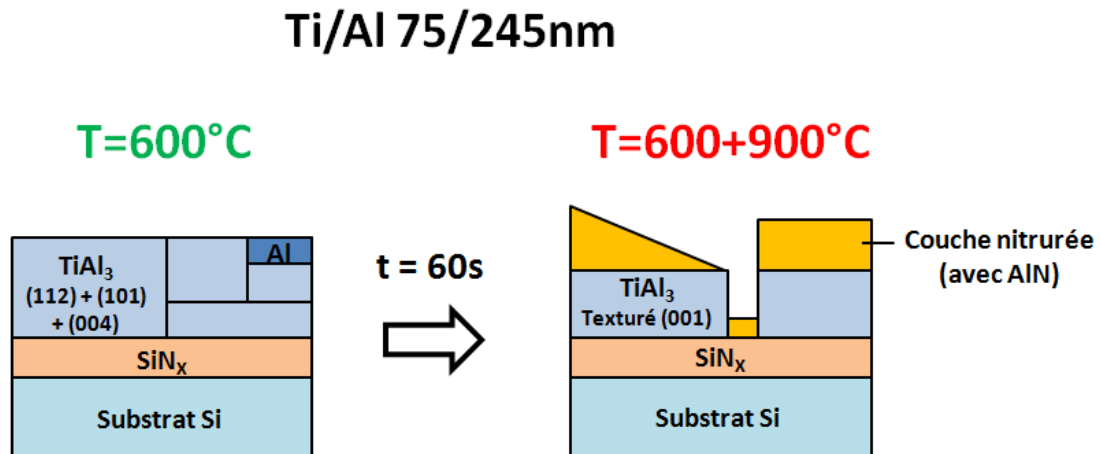 Ti/Al 75/245nm
T=600°C
T=600+900°C
Al
TiAl₃
(112) + (101)
+ (004)
SiNₓ
Substrat Si
t = 60s
TiAl₃
Texturé (001)
SiNₓ
Substrat Si
Couche nitrurée
(avec AlN)